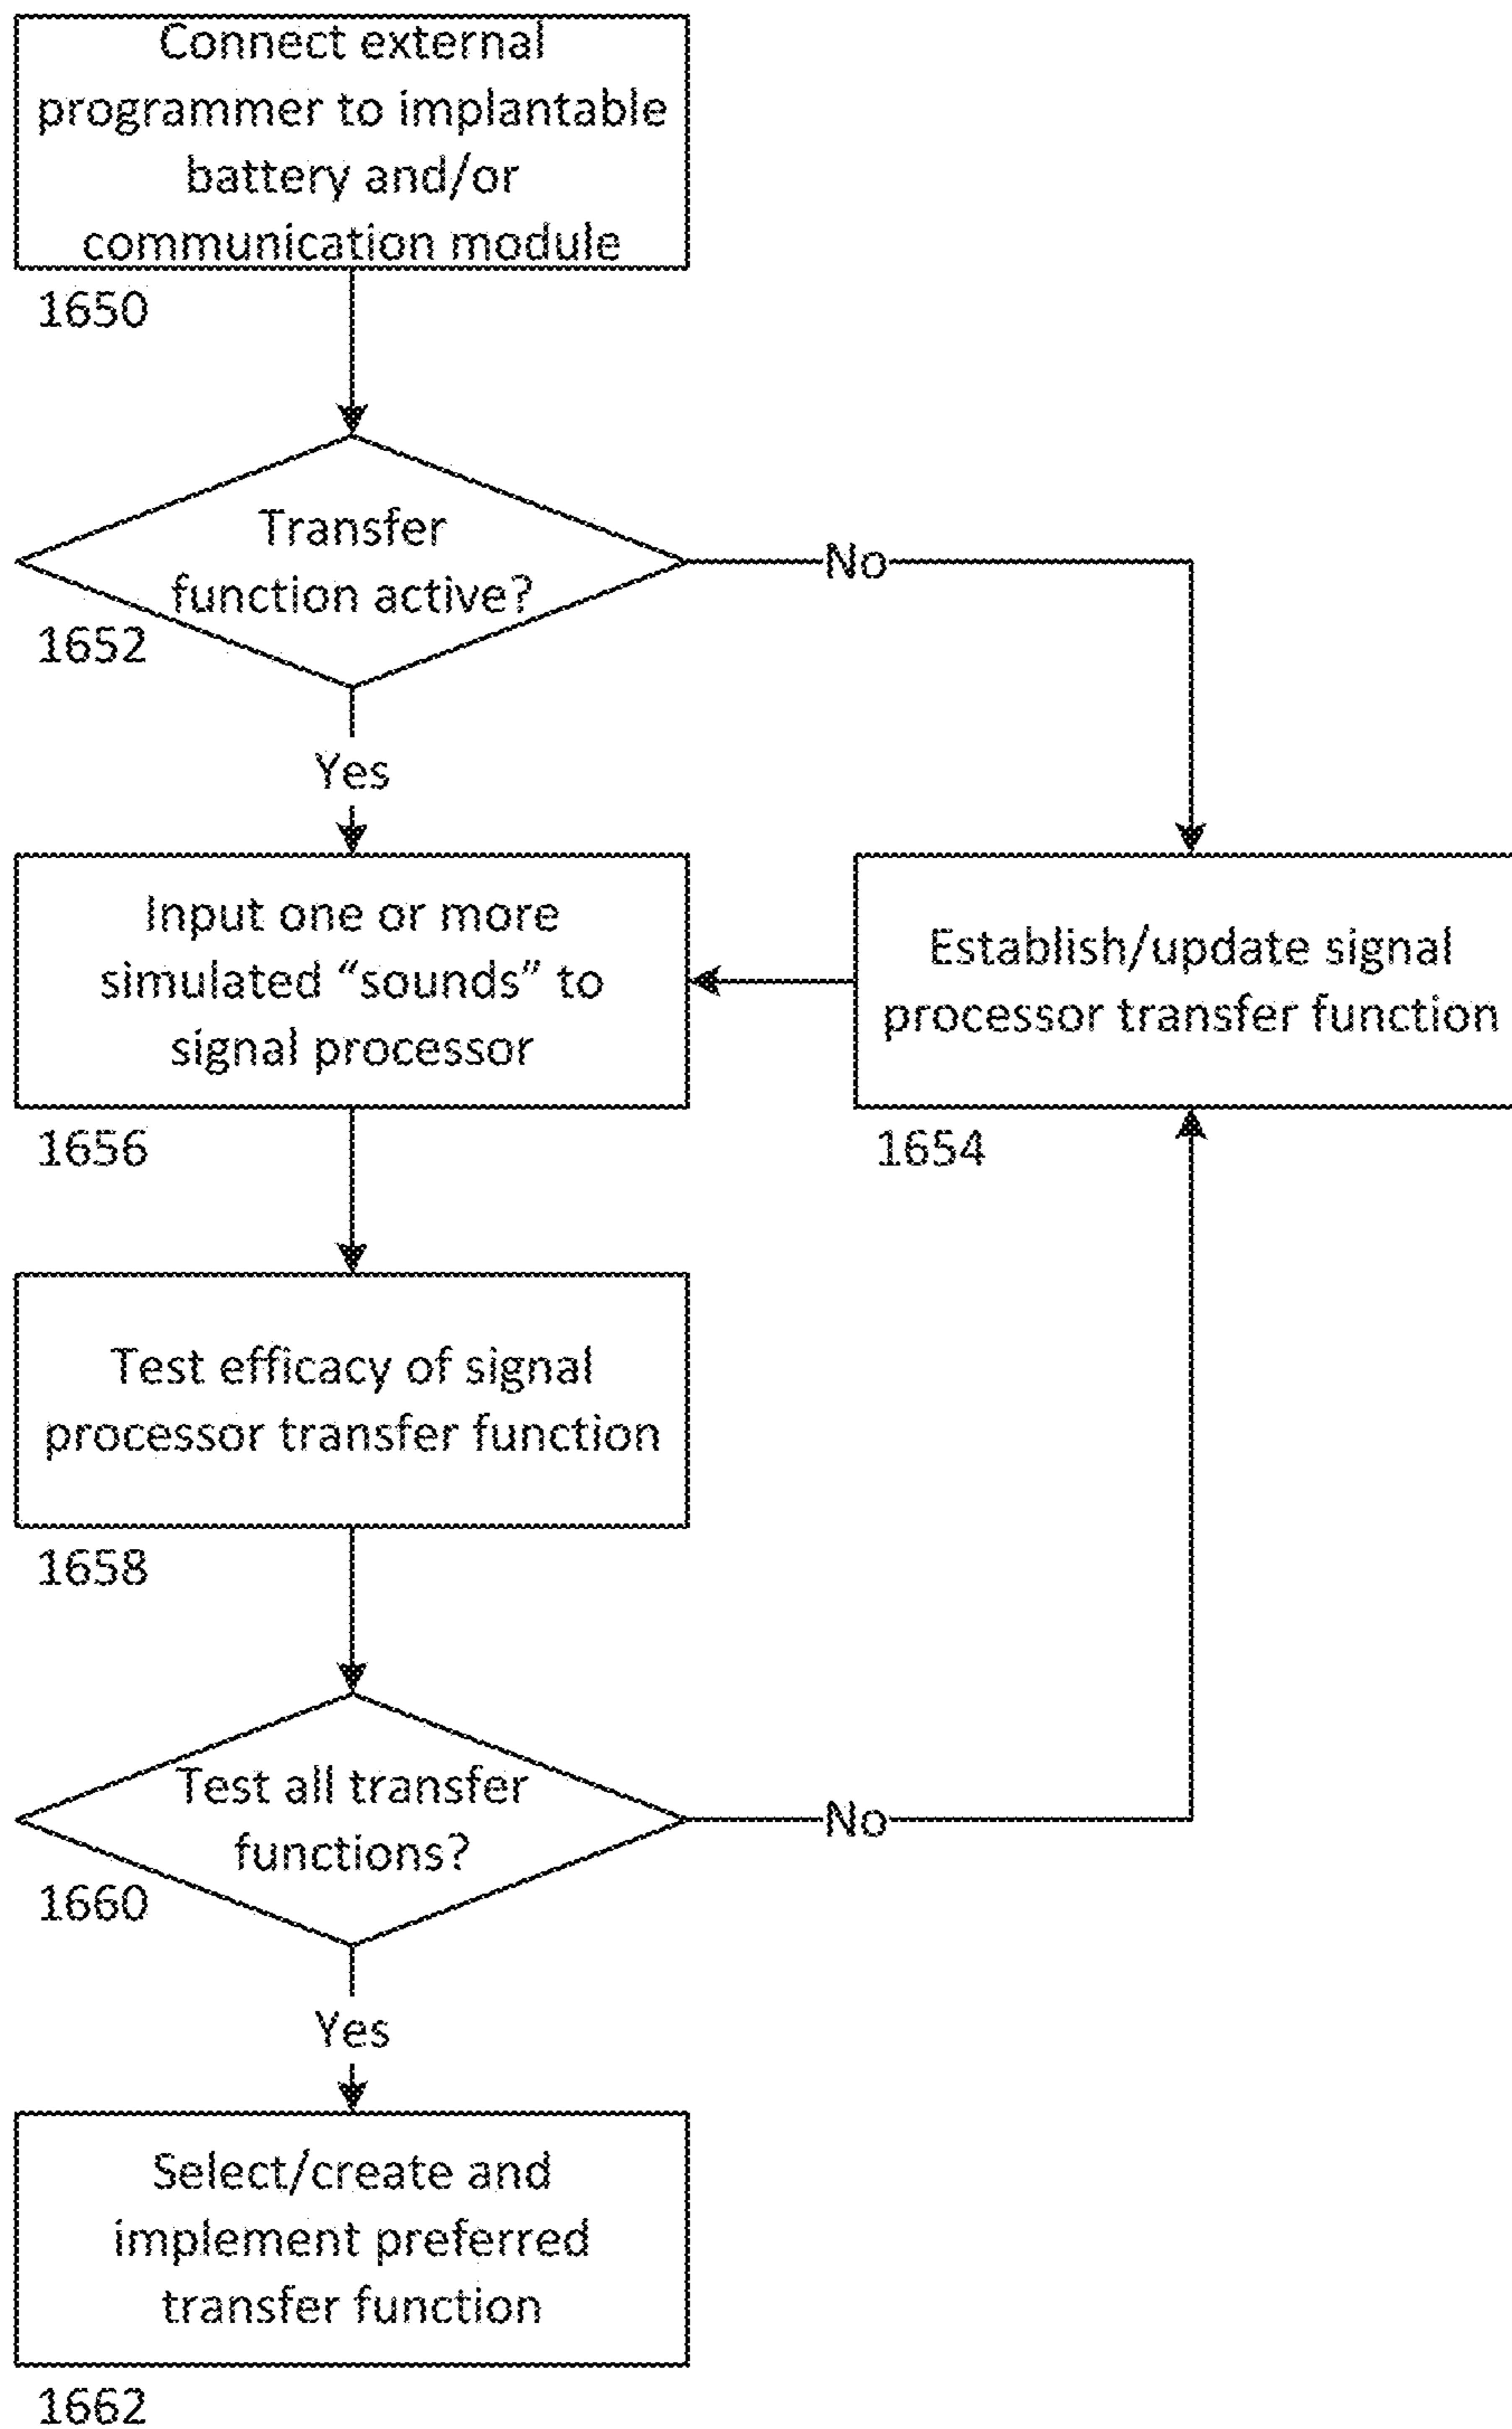 Connect external
programmer to implantable
battery and/or
communication module
1650
Transfer
function active?
1652
No
Yes
Input one or more
simulated “sounds” to
signal processor
1656
Establish/update signal
processor transfer function
1654
Test efficacy of signal
processor transfer function
1658
Test all transfer
functions?
1660
No
Yes
Select/create and
implement preferred
transfer function
1662